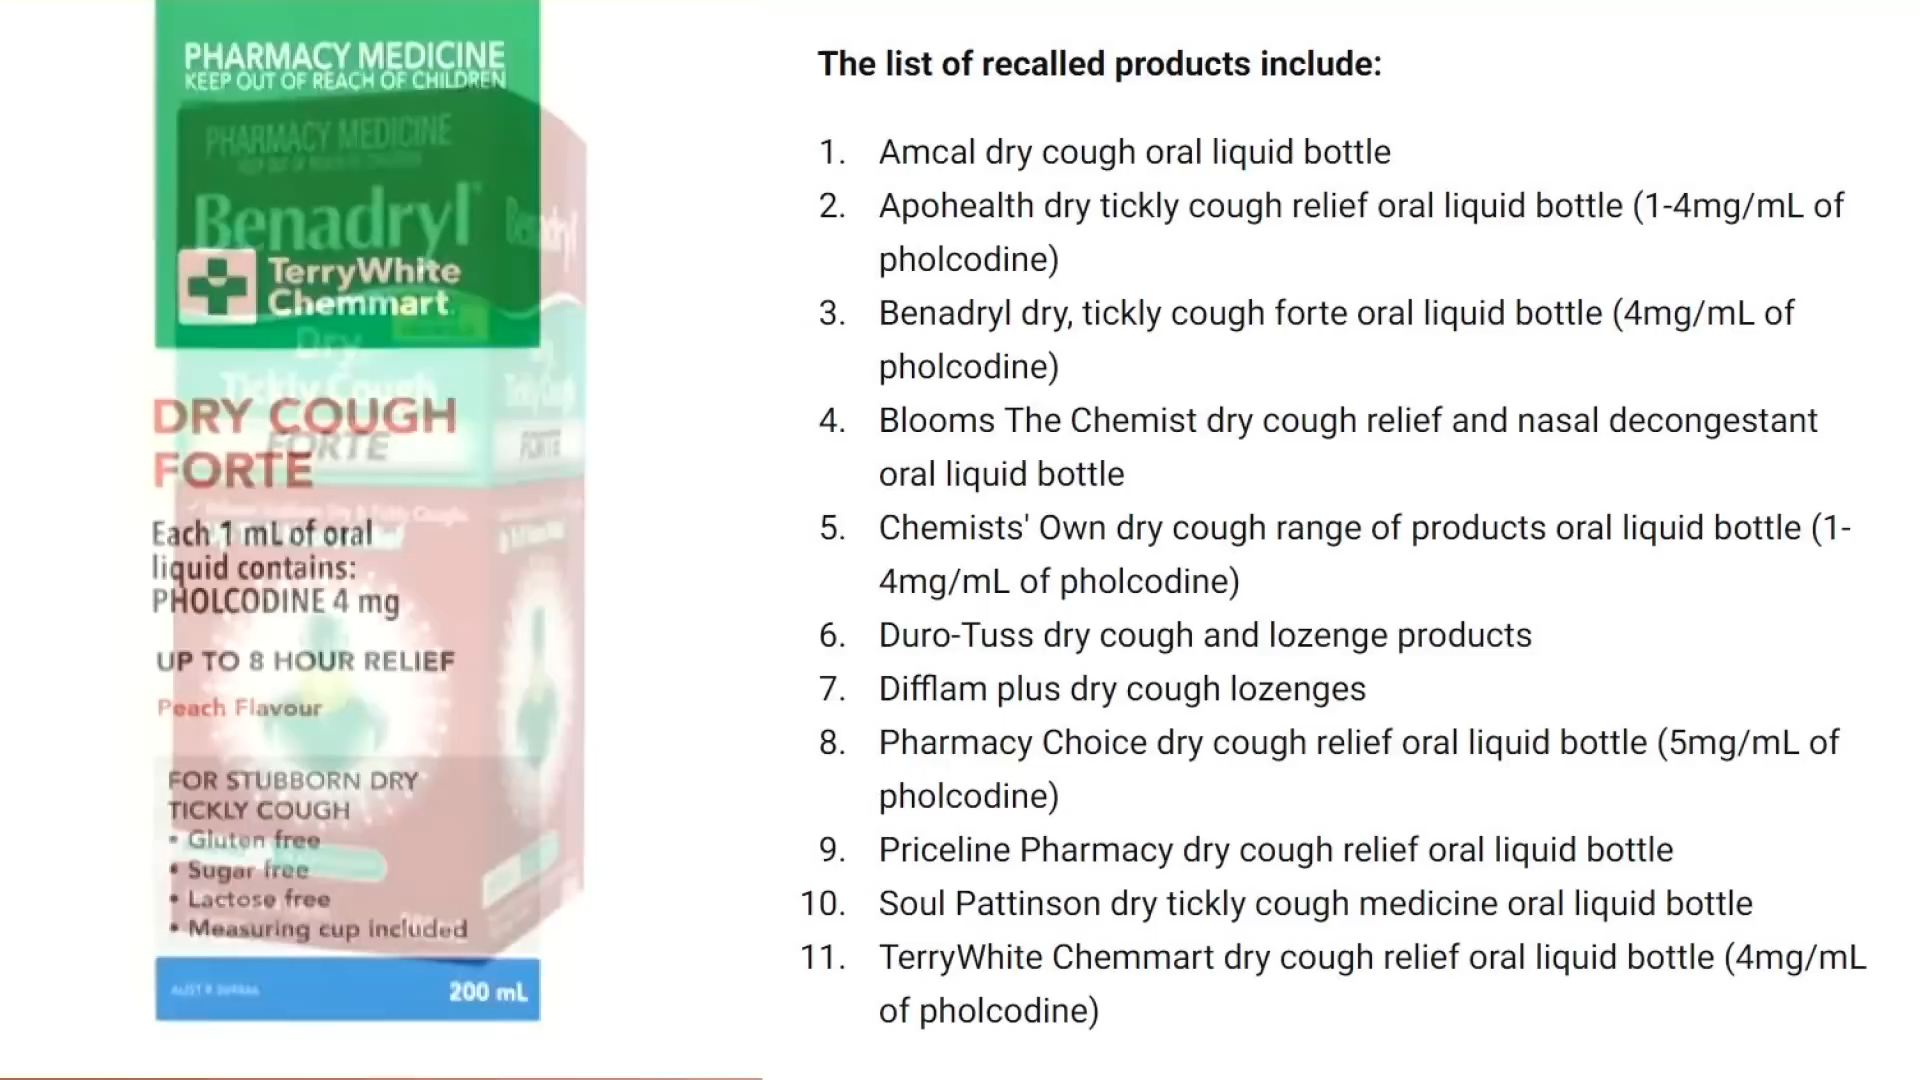 PHARMACY MEDICINE
KEEP OUT OF REACH OF CHILDREN
PHARMACY MEDICINE
Benadryl
TerryWhite
Chemmart
Dry
Tickly Cough
FORTE
FORTE
DRY COUGH
FORTE
Each 1 mL of oral
liquid contains:
PHOLCODINE 4 mg
UP TO 8 HOUR RELIEF
Peach Flavour
FOR STUBBORN DRY
TICKLY COUGH
• Gluten free
• Sugar free
• Lactose free
• Measuring cup included
200 mL
The list of recalled products include:
1. Amcal dry cough oral liquid bottle
2. Apohealth dry tickly cough relief oral liquid bottle (1-4mg/mL of
pholcodine)
3. Benadryl dry, tickly cough forte oral liquid bottle (4mg/mL of
pholcodine)
4. Blooms The Chemist dry cough relief and nasal decongestant
oral liquid bottle
5. Chemists' Own dry cough range of products oral liquid bottle (1-
4mg/mL of pholcodine)
6. Duro-Tuss dry cough and lozenge products
7. Difflam plus dry cough lozenges
8. Pharmacy Choice dry cough relief oral liquid bottle (5mg/mL of
pholcodine)
9. Priceline Pharmacy dry cough relief oral liquid bottle
10. Soul Pattinson dry tickly cough medicine oral liquid bottle
11. TerryWhite Chemmart dry cough relief oral liquid bottle (4mg/mL
of pholcodine)